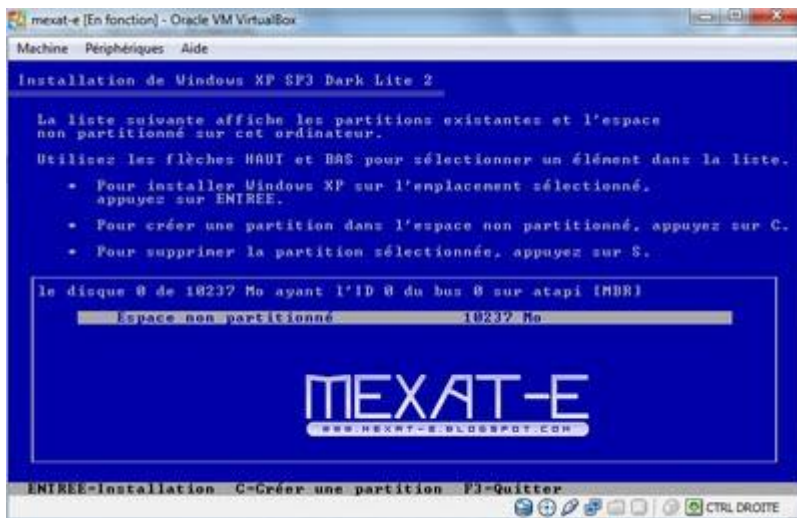 mexat-e [En fonction] - Oracle VM VirtualBox
Machine Périphériques Aide
Installation de Windows XP SP3 Dark Lite 2
La liste suivante affiche les partitions existantes et l'espace
non partitionné sur cet ordinateur.
Utilisez les flèches HAUT et BAS pour sélectionner un élément dans la liste.
• Pour installer Windows XP sur l'emplacement sélectionné,
appuyez sur ENTREE.
• Pour créer une partition dans l'espace non partitionné, appuyez sur C.
• Pour supprimer la partition sélectionnée, appuyez sur S.
le disque 0 de 10237 Mo ayant l'ID 0 du bus 0 sur atapi [MBR]
Espace non partitionné 10237 Mo
MEXAT-E
WWW.MEXAT-E.BLOGSPOT.COM
ENTREE=Installation C=Créer une partition F3=Quitter
CTRL DROITE